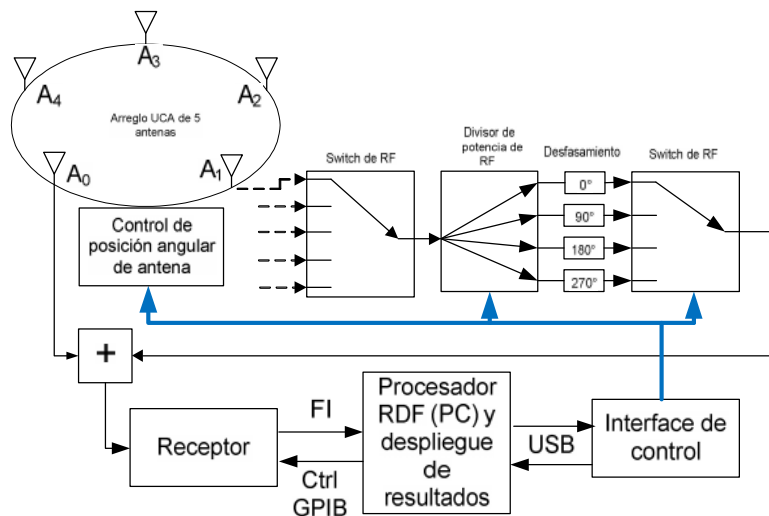 A3
A4
A2
Arreglo UCA de 5
antenas
A0
A1
Control de
posición angular
de antena
Switch de RF
Divisor de
potencia de
RF
Desfasamiento
Switch de RF
0°
90°
180°
270°
+
Receptor
FI
Ctrl
GPIB
Procesador
RDF (PC) y
despliegue
de
resultados
USB
Interface de
control